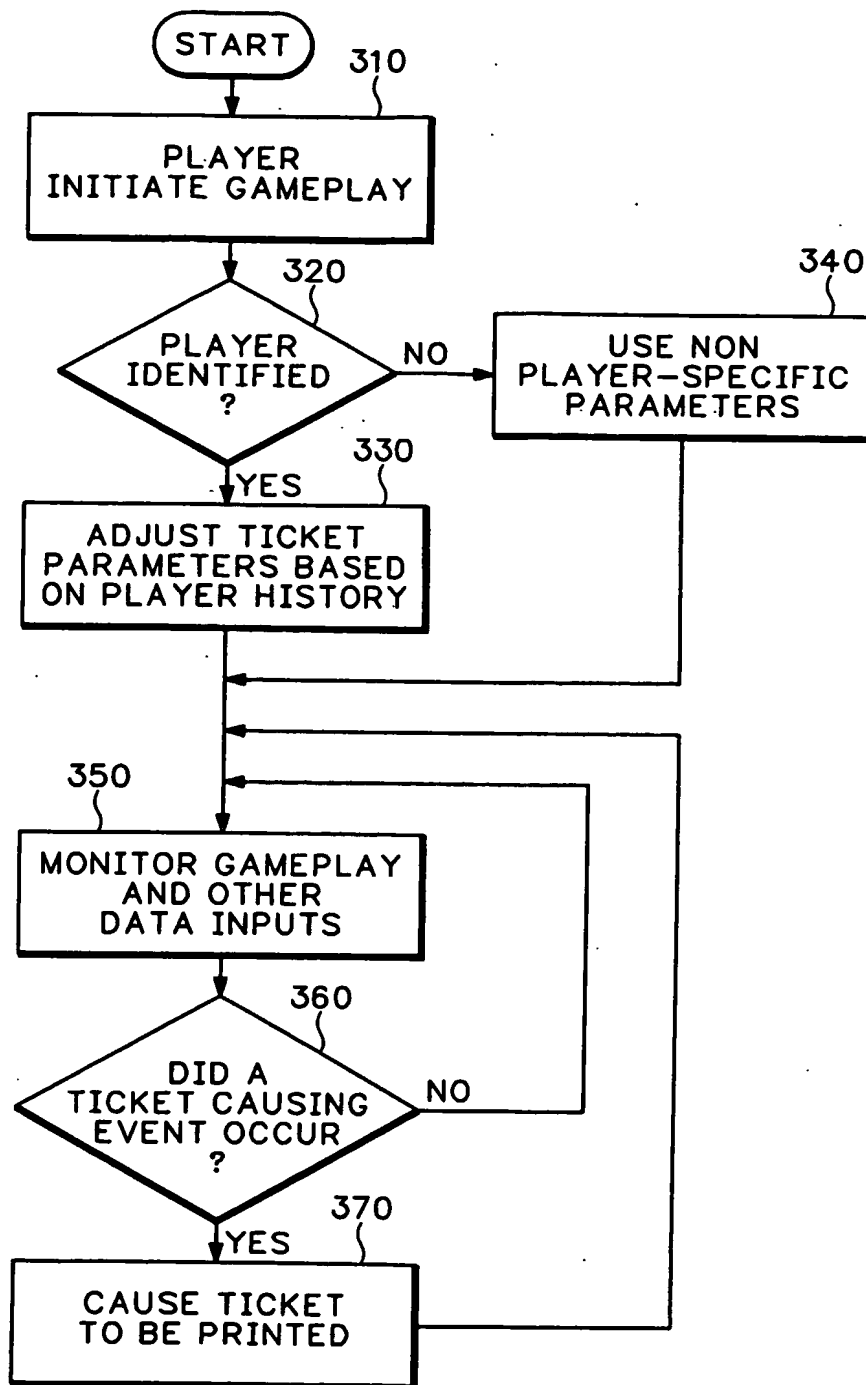 START
310
PLAYER
INITIATE GAMEPLAY
320
PLAYER
IDENTIFIED
?
NO
340
USE NON
PLAYER-SPECIFIC
PARAMETERS
YES
330
ADJUST TICKET
PARAMETERS BASED
ON PLAYER HISTORY
350
MONITOR GAMEPLAY
AND OTHER
DATA INPUTS
360
DID A
TICKET CAUSING
EVENT OCCUR
?
NO
YES
370
CAUSE TICKET
TO BE PRINTED